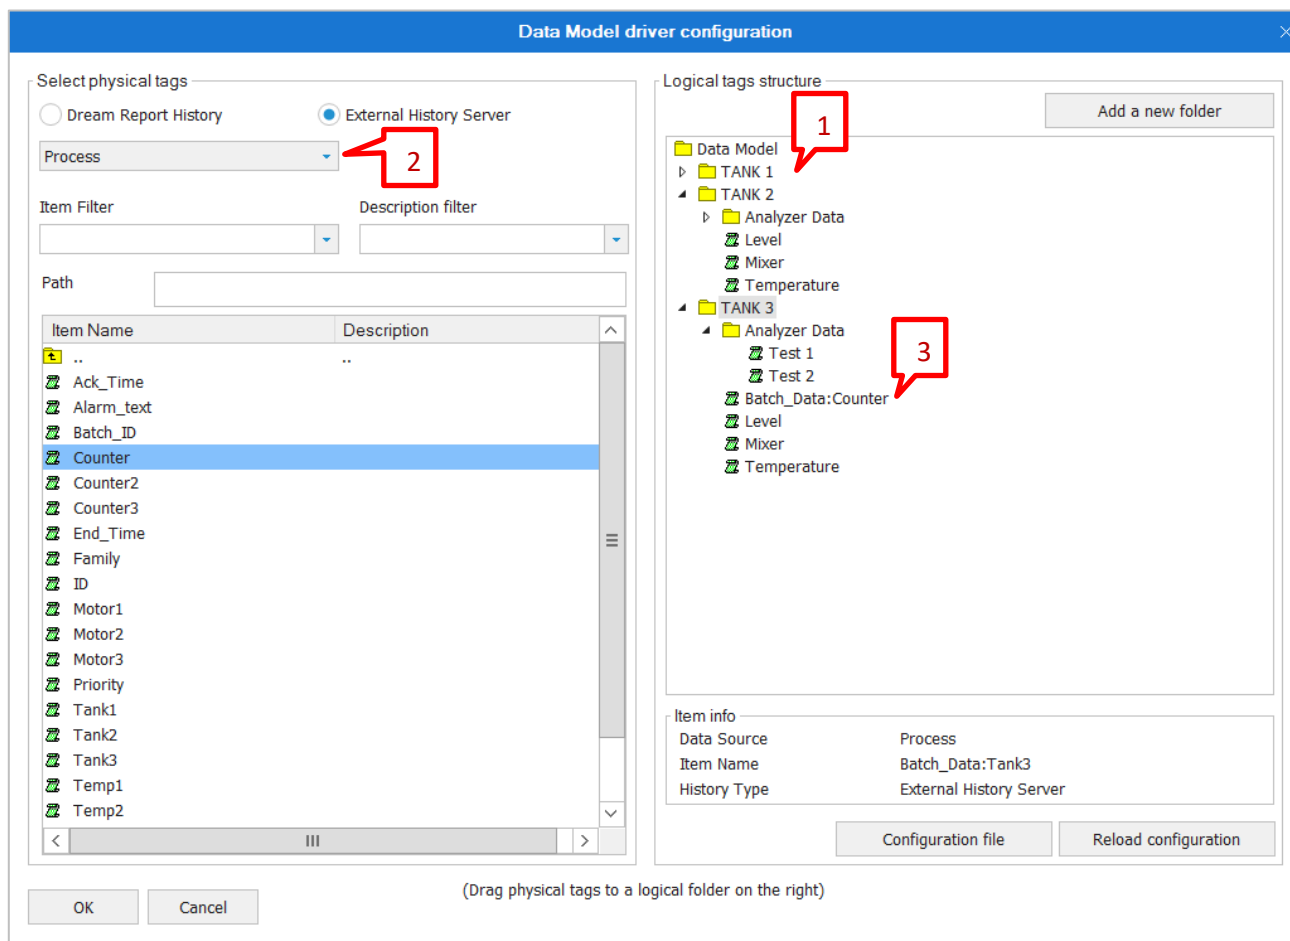 Data Model driver configuration
Select physical tags
Dream Report History
External History Server
Process
2
Item Filter
Description filter
Path
Item Name
Description
..
..
Ack_Time
Alarm_text
Batch_ID
Counter
Counter2
Counter3
End_Time
Family
ID
Motor1
Motor2
Motor3
Priority
Tank1
Tank2
Tank3
Temp1
Temp2
Logical tags structure
Add a new folder
1
Data Model
TANK 1
TANK 2
Analyzer Data
Level
Mixer
Temperature
TANK 3
Analyzer Data
Test 1
Test 2
3
Batch_Data:Counter
Level
Mixer
Temperature
Item info
Data Source Process
Item Name Batch_Data:Tank3
History Type External History Server
Configuration file
Reload configuration
(Drag physical tags to a logical folder on the right)
OK
Cancel